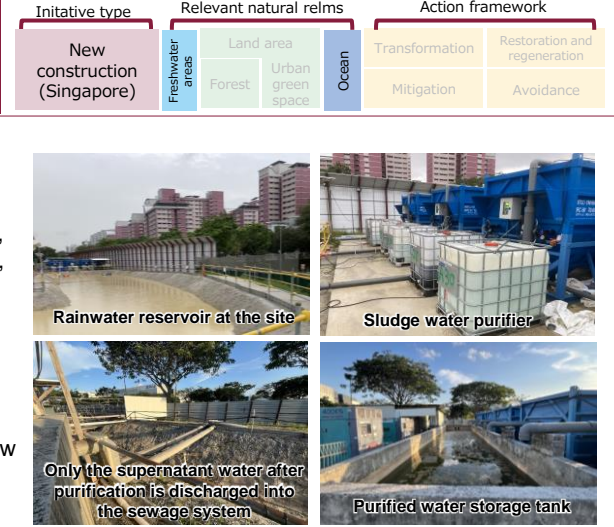 Initative type
Relevant natural relms
Action framework
New
construction
(Singapore)
Freshwater
areas
Land area
Forest
Urban
green
space
Ocean
Transformation
Restoration and
regeneration
Mitigation
Avoidance
,
,
Rainwater reservoir at the site
Sludge water purifier
w
Only the supernatant water after
purification is discharged into
the sewage system
Purified water storage tank